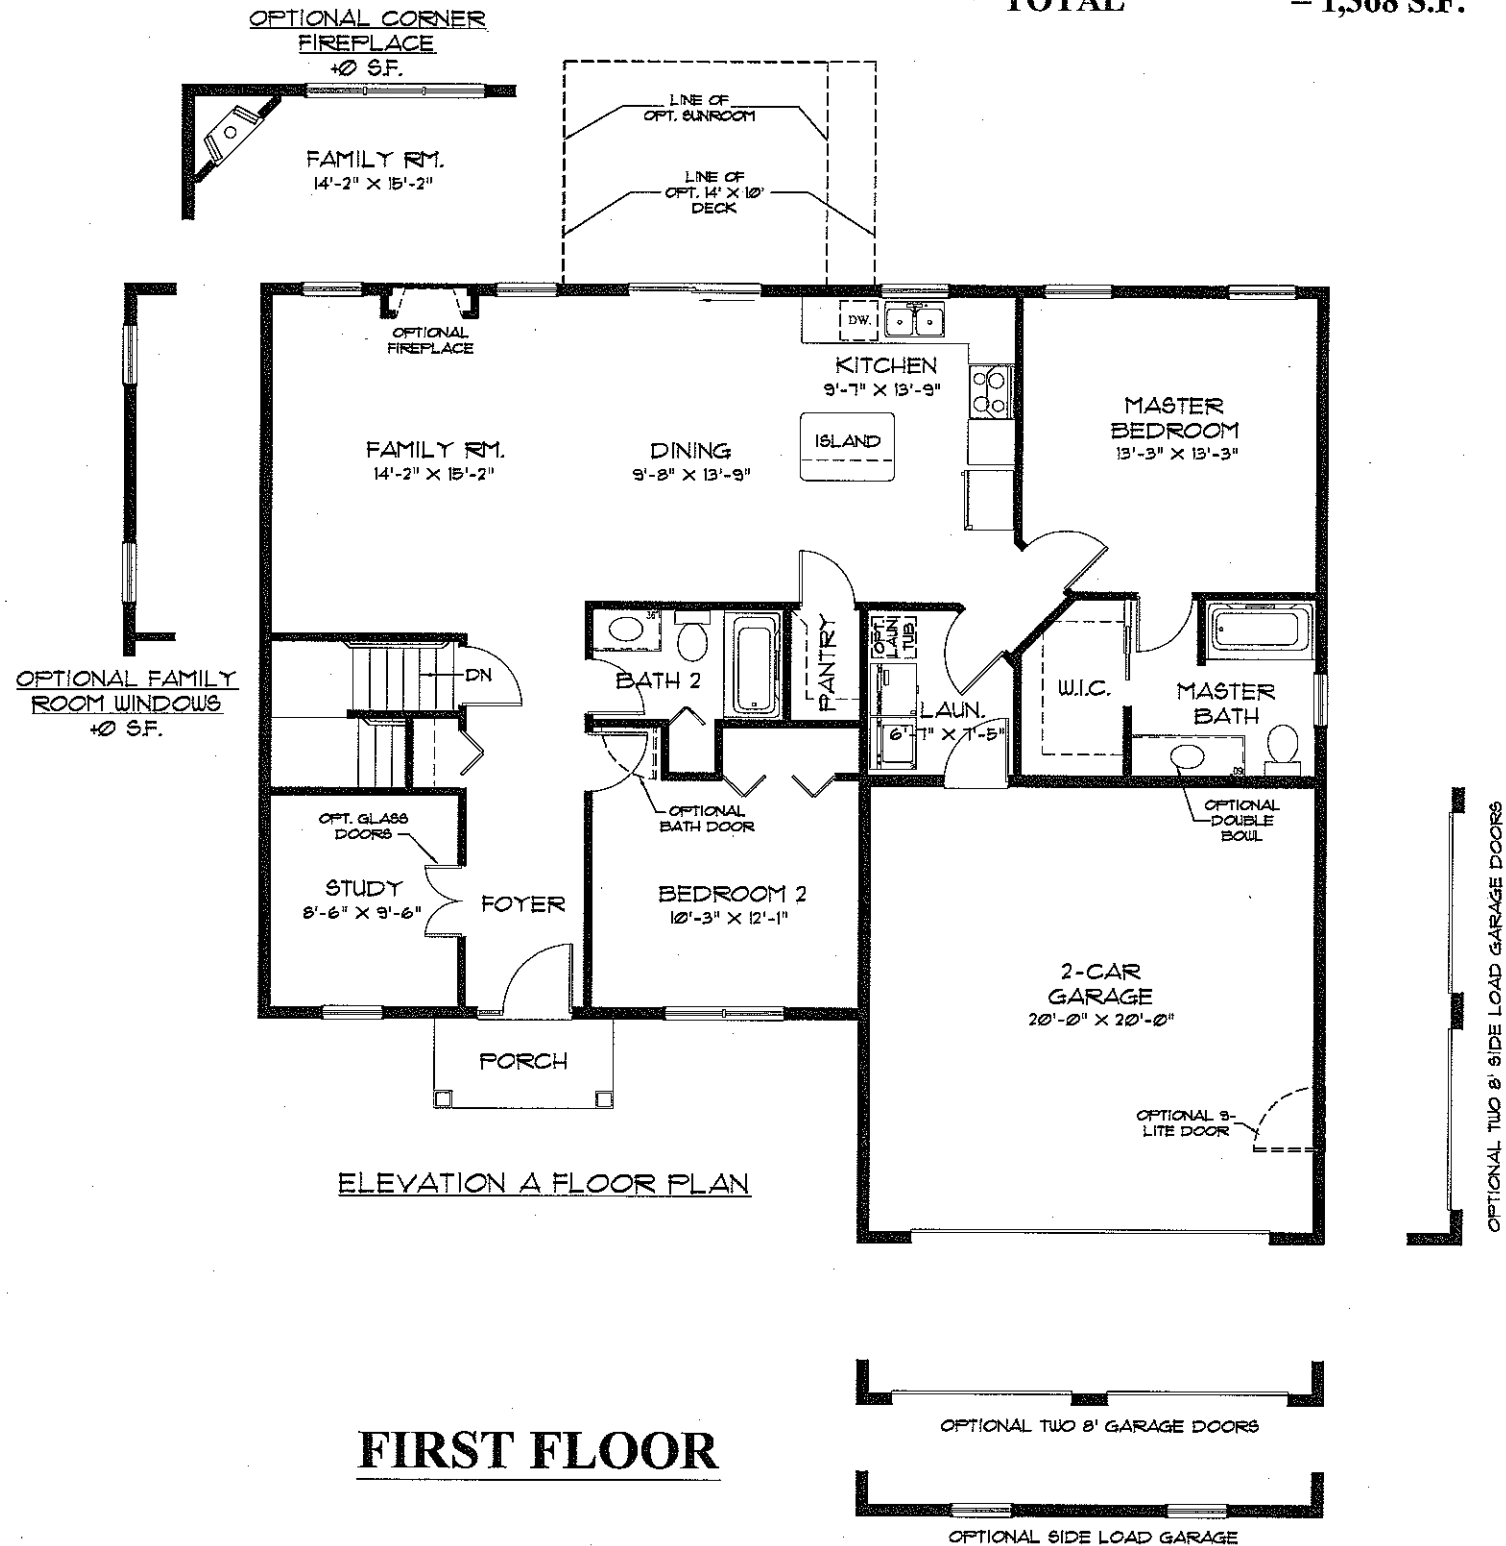 TOTAL = 1,568 S.F.
OPTIONAL CORNER
FIREPLACE
+0 S.F.
FAMILY RM.
14'-2" X 15'-2"
LINE OF
OPT. SUNROOM
LINE OF
OPT. 14' X 10'
DECK
OPTIONAL
FIREPLACE
DW.
KITCHEN
9'-7" X 13'-9"
ISLAND
FAMILY RM.
14'-2" X 15'-2"
DINING
9'-8" X 13'-9"
MASTER
BEDROOM
13'-3" X 13'-3"
OPTIONAL FAMILY
ROOM WINDOWS
+0 S.F.
DN
36"
BATH 2
PANTRY
OPT.
LAUN
TUB
LAUN.
6'-7" X 7'-5"
W.I.C.
MASTER
BATH
OPTIONAL
DOUBLE
BOWL
OPT. GLASS
DOORS
STUDY
8'-6" X 9'-6"
FOYER
OPTIONAL
BATH DOOR
BEDROOM 2
10'-3" X 12'-1"
2-CAR
GARAGE
20'-0" X 20'-0"
PORCH
OPTIONAL 9-
LITE DOOR
OPTIONAL TWO 8' SIDE LOAD GARAGE DOORS
ELEVATION A FLOOR PLAN
OPTIONAL TWO 8' GARAGE DOORS
FIRST FLOOR
OPTIONAL SIDE LOAD GARAGE